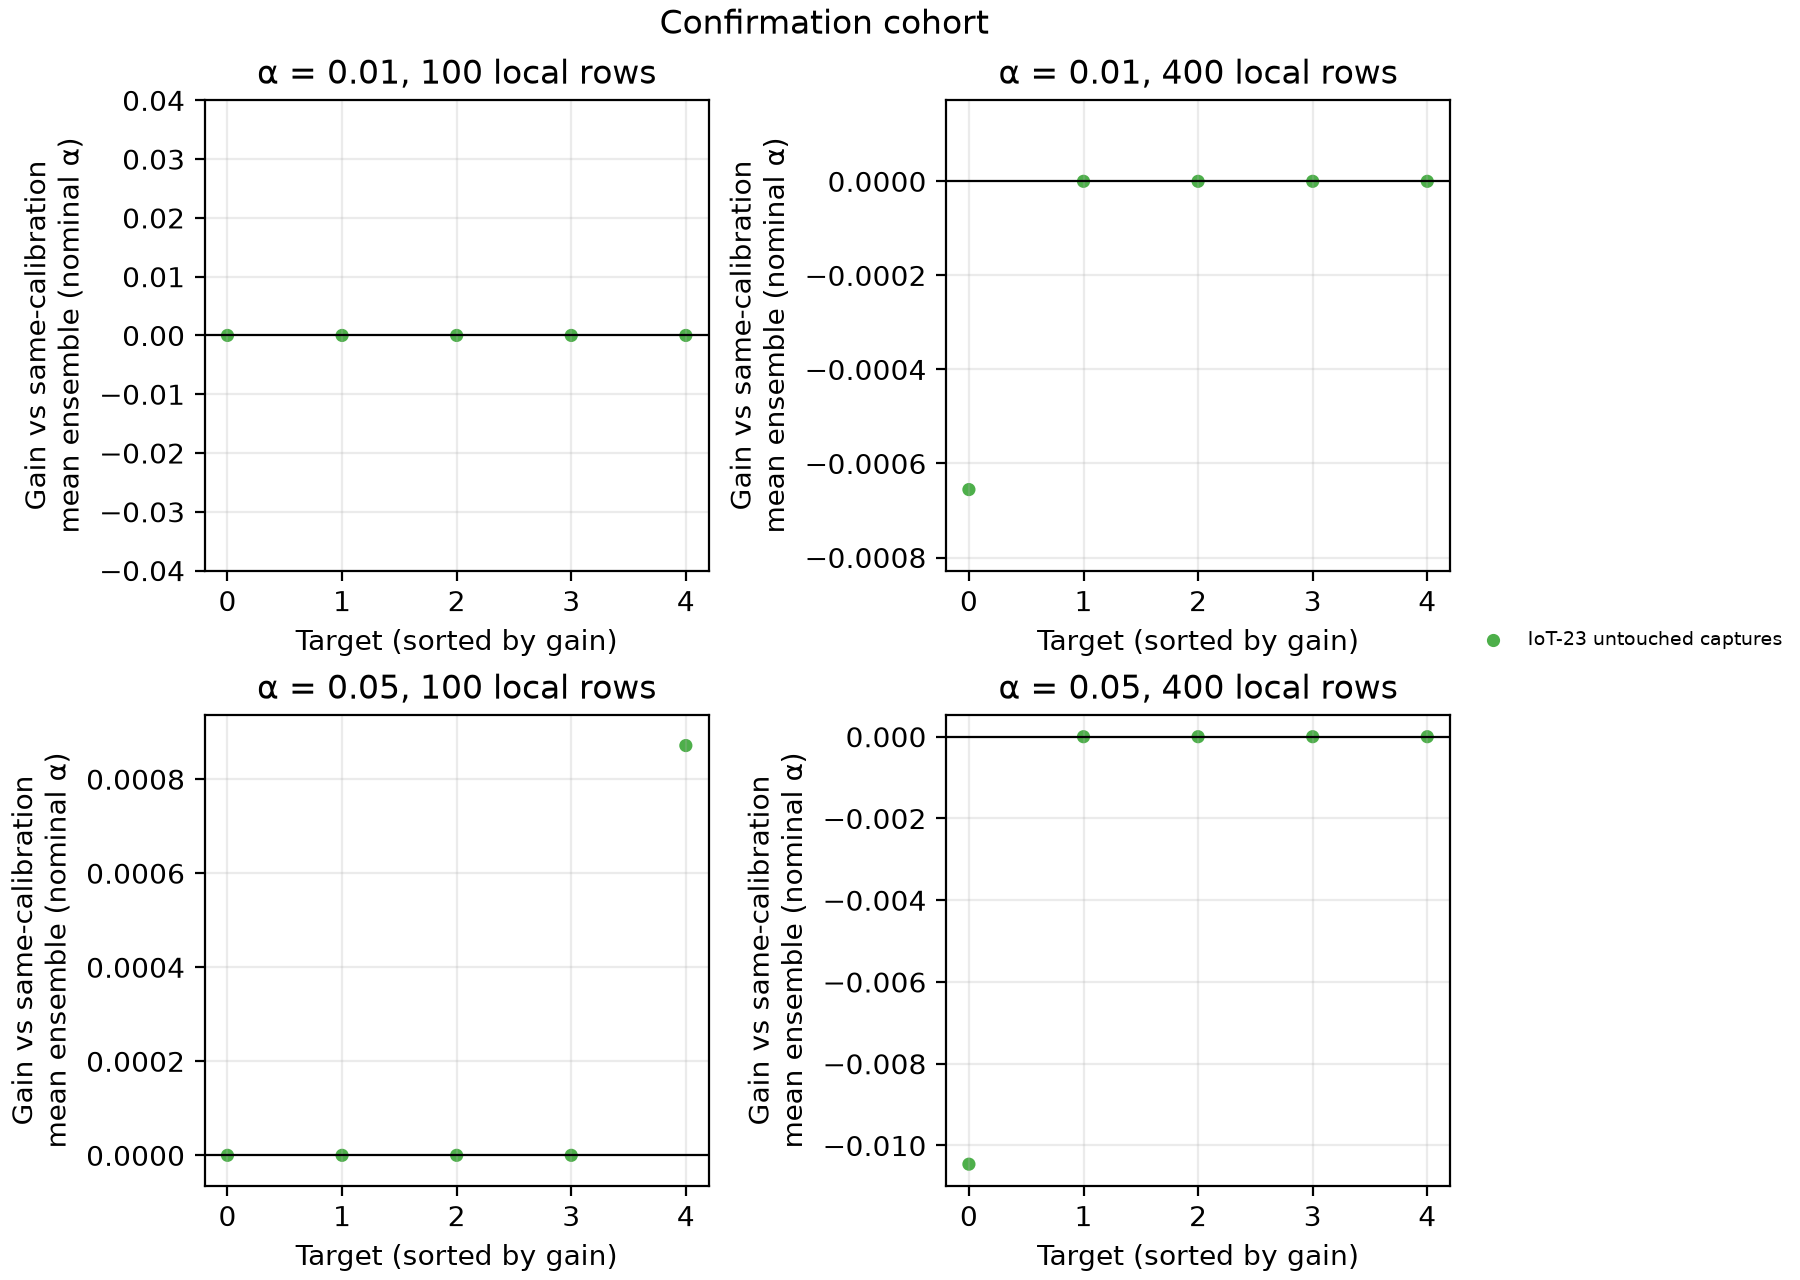 Confirmation cohort
α = 0.01, 100 local rows
Gain vs same-calibration
mean ensemble (nominal α)
0.04
0.03
0.02
0.01
0.00
−0.01
−0.02
−0.03
−0.04
0 1 2 3 4
Target (sorted by gain)
α = 0.01, 400 local rows
Gain vs same-calibration
mean ensemble (nominal α)
0.0000
−0.0002
−0.0004
−0.0006
−0.0008
0 1 2 3 4
Target (sorted by gain)
IoT-23 untouched captures
α = 0.05, 100 local rows
Gain vs same-calibration
mean ensemble (nominal α)
0.0008
0.0006
0.0004
0.0002
0.0000
0 1 2 3 4
Target (sorted by gain)
α = 0.05, 400 local rows
Gain vs same-calibration
mean ensemble (nominal α)
0.000
−0.002
−0.004
−0.006
−0.008
−0.010
0 1 2 3 4
Target (sorted by gain)